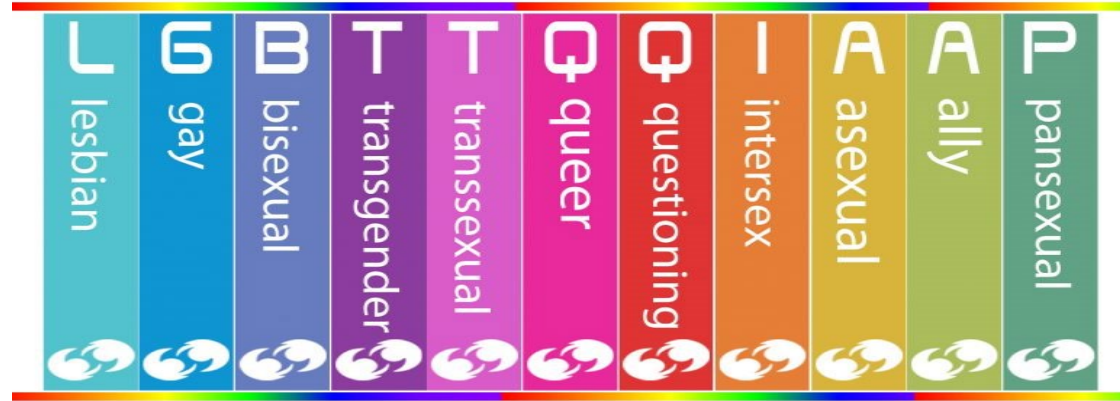 L lesbian
G gay
B bisexual
T transgender
T transsexual
Q queer
Q questioning
I intersex
A asexual
A ally
P pansexual